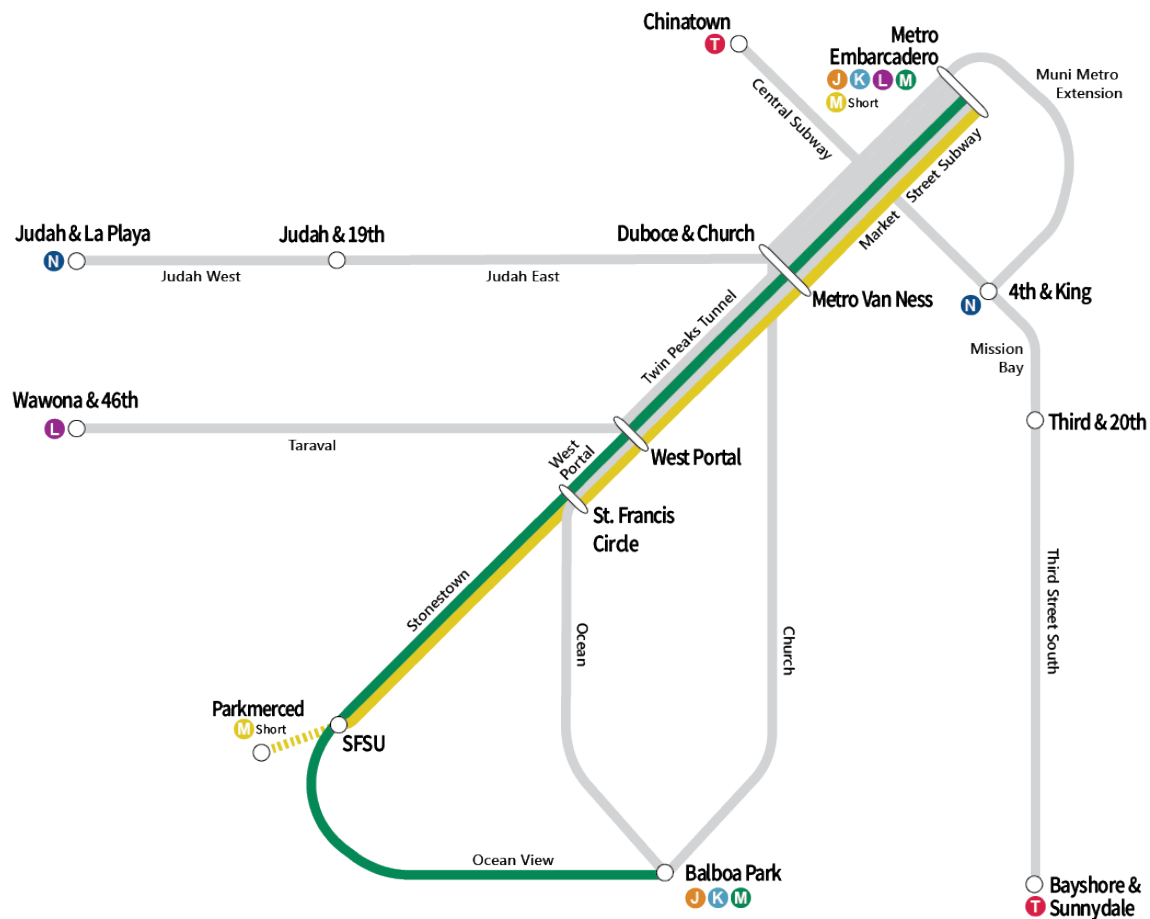 Chinatown
T
Metro
Embarcadero
J K L M
M Short
Muni Metro
Extension
Central Subway
Market Street Subway
Judah & La Playa
N
Judah & 19th
Duboce & Church
Judah West
Judah East
Metro Van Ness
4th & King
N
Twin Peaks Tunnel
Mission
Bay
Wawona & 46th
L
Taraval
Third & 20th
West
Portal
West Portal
St. Francis
Circle
Stonestown
Ocean
Church
Third Street South
Parkmerced
M Short
SFSU
Ocean View
Balboa Park
J K M
Bayshore &
T Sunnydale